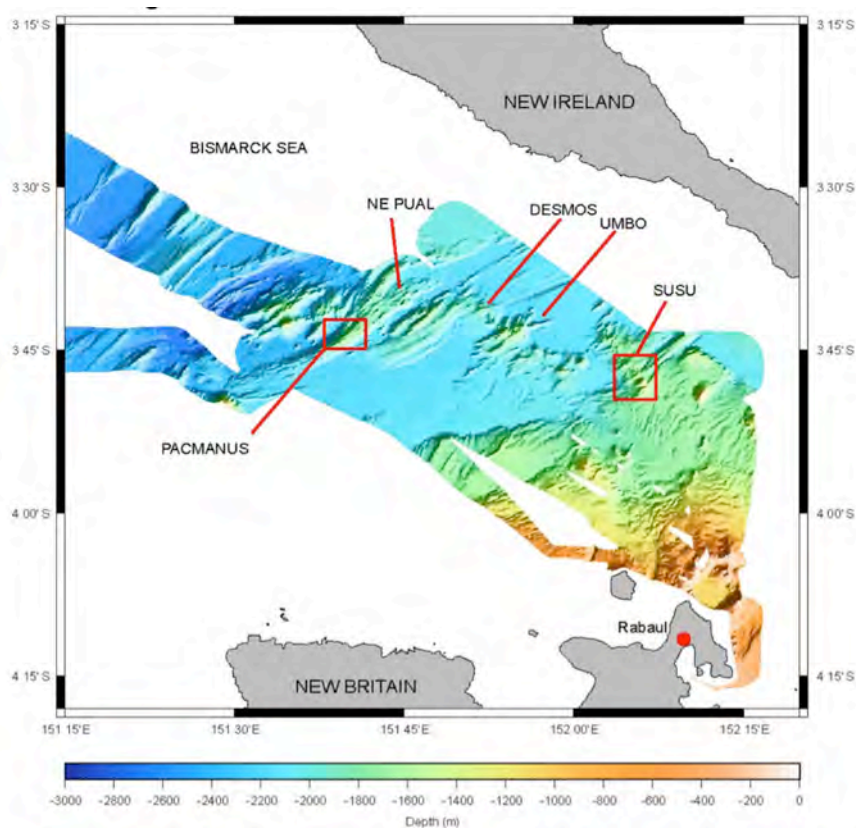 3 15'S
3 15'S
NEW IRELAND
BISMARCK SEA
3 30'S
3 30'S
NE PUAL
DESMOS
UMBO
SUSU
3 45'S
3 45'S
PACMANUS
4 00'S
4 00'S
Rabaul
4 15'S
4 15'S
NEW BRITAIN
151 15'E
151 30'E
151 45'E
152 00'E
152 15'E
-3000 -2800 -2600 -2400 -2200 -2000 -1800 -1600 -1400 -1200 -1000 -800 -600 -400 -200 0
Depth (m)